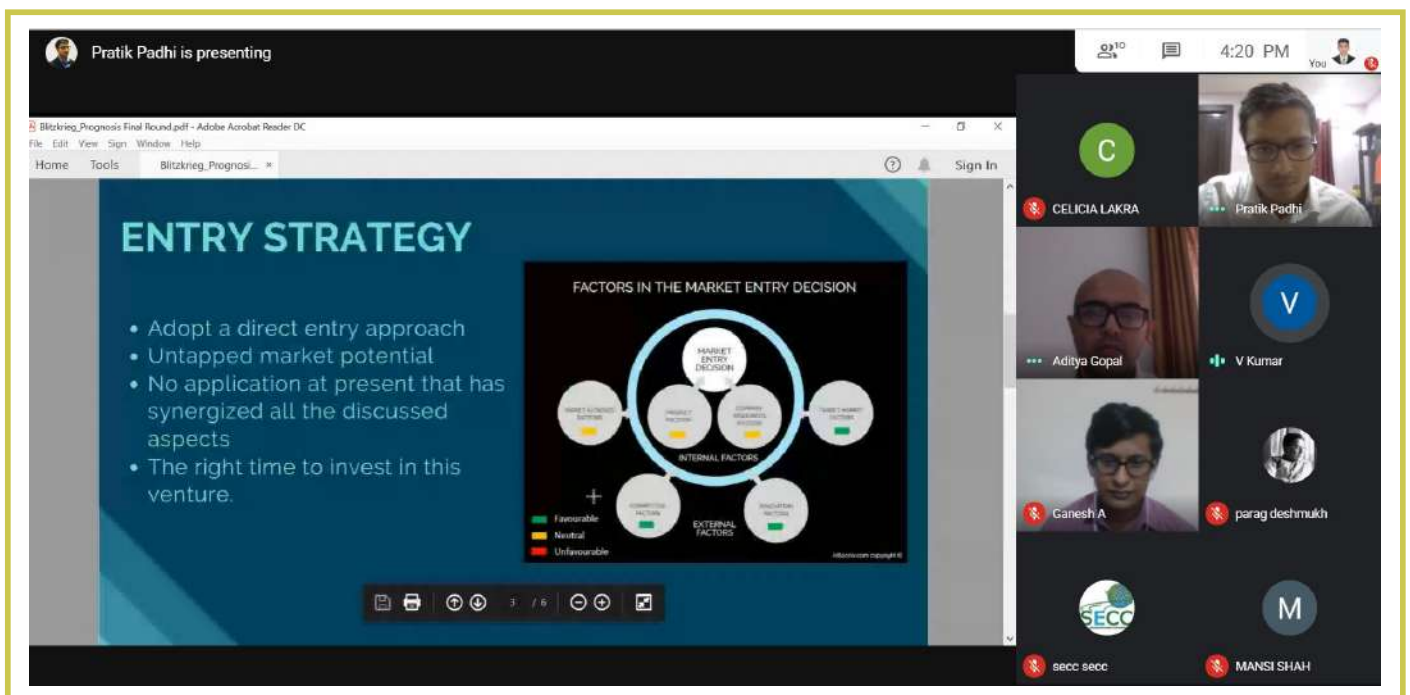 Pratik Padhi is presenting
10
4:20 PM
You
Blitzkrieg_Prognosis Final Round.pdf - Adobe Acrobat Reader DC
File Edit View Sign Window Help
Home Tools Blitzkrieg_Prognosi... ×
Sign In
ENTRY STRATEGY
• Adopt a direct entry approach
• Untapped market potential
• No application at present that has
synergized all the discussed
aspects
• The right time to invest in this
venture.
FACTORS IN THE MARKET ENTRY DECISION
MARKET
ENTRY
DECISION
INTERNAL FACTORS
EXTERNAL
FACTORS
Favourable
Neutral
Unfavourable
3 / 6
C
CELICIA LAKRA
Pratik Padhi
Aditya Gopal
V
V Kumar
Ganesh A
parag deshmukh
SECC
secc secc
M
MANSI SHAH